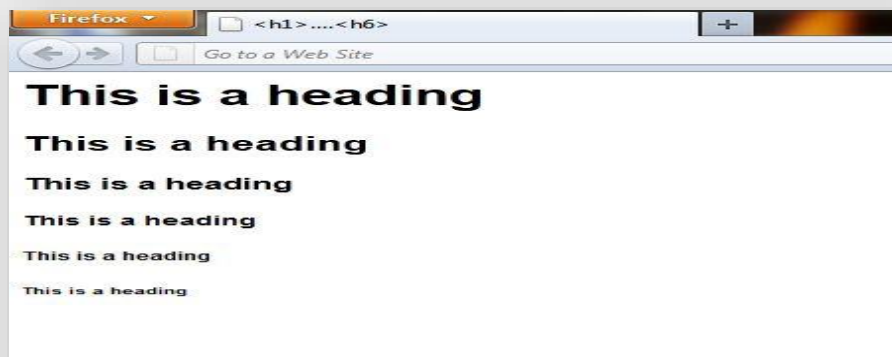 Firefox
<h1>....<h6>
Go to a Web Site
This is a heading
This is a heading
This is a heading
This is a heading
This is a heading
This is a heading